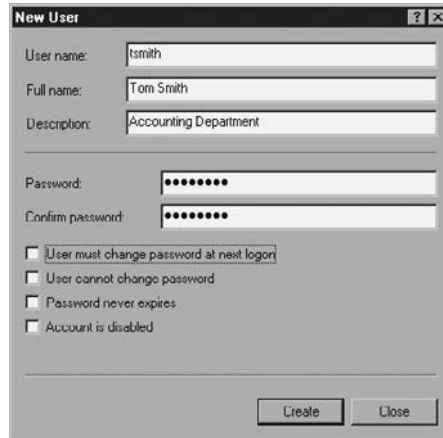 New User
User name: tsmith
Full name: Tom Smith
Description: Accounting Department
Password: ●●●●●●●●
Confirm password: ●●●●●●●●
User must change password at next logon
User cannot change password
Password never expires
Account is disabled
Create Close